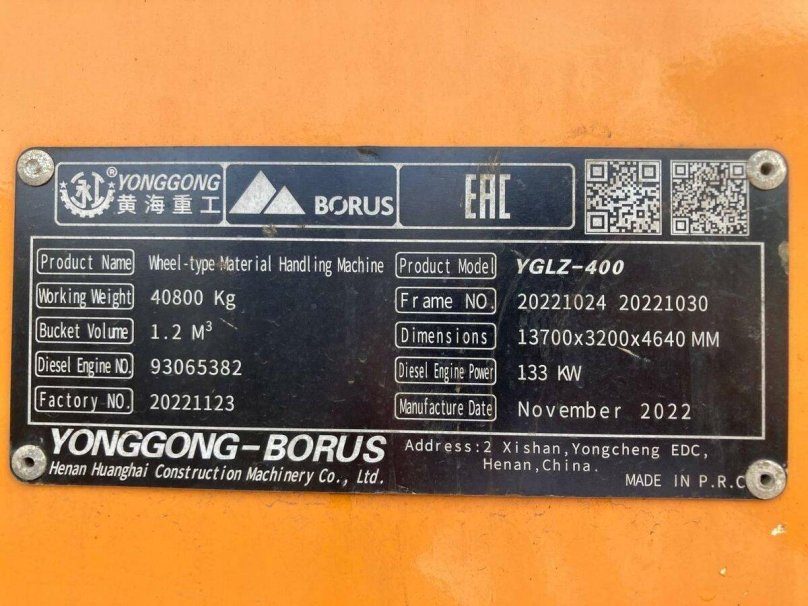 永工® YONGGONG
黄海重工
BORUS
EAC
Product Name Wheel-type Material Handling Machine Product Model YGLZ-400
Working Weight 40800 Kg Frame NO. 20221024 20221030
Bucket Volume 1.2 M³ Dimensions 13700x3200x4640 MM
Diesel Engine NO. 93065382 Diesel Engine Power 133 KW
Factory NO. 20221123 Manufacture Date November 2022
YONGGONG-BORUS Address:2 Xishan,Yongcheng EDC,
Henan Huanghai Construction Machinery Co., Ltd. Henan,China.
MADE IN P.R.C